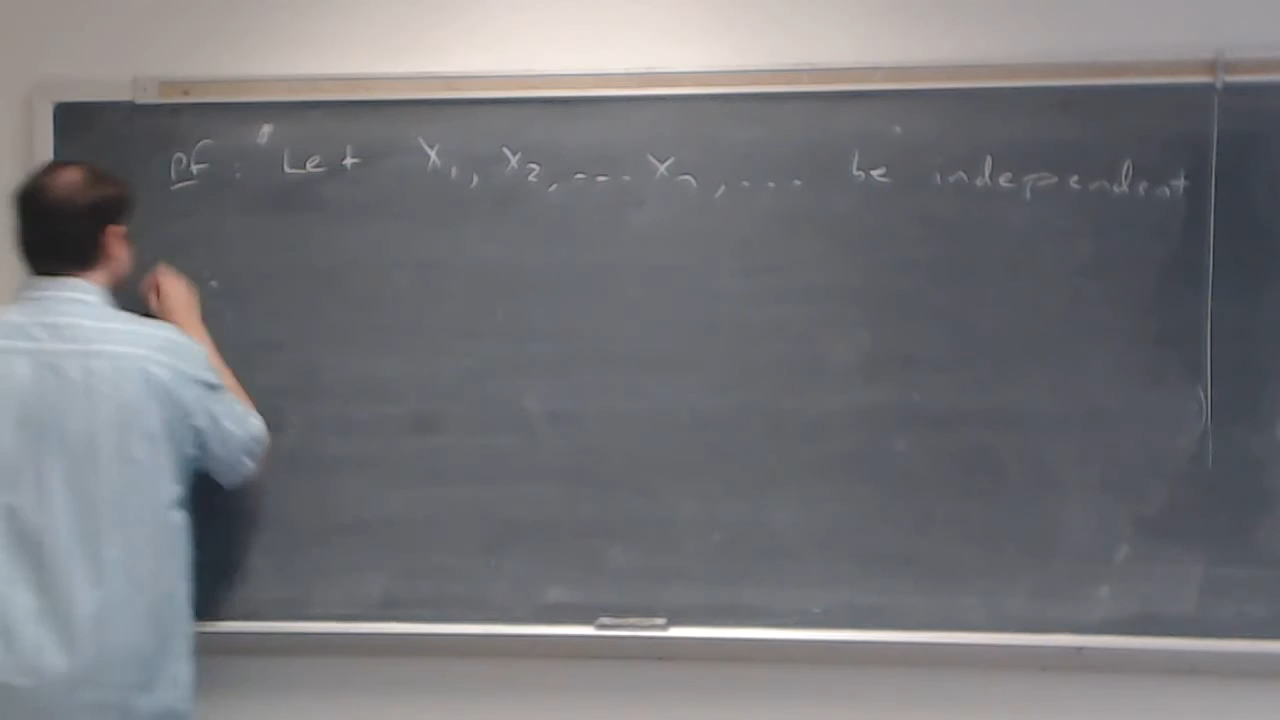 pf: Let X₁, X₂, ... Xₙ, .... be independent